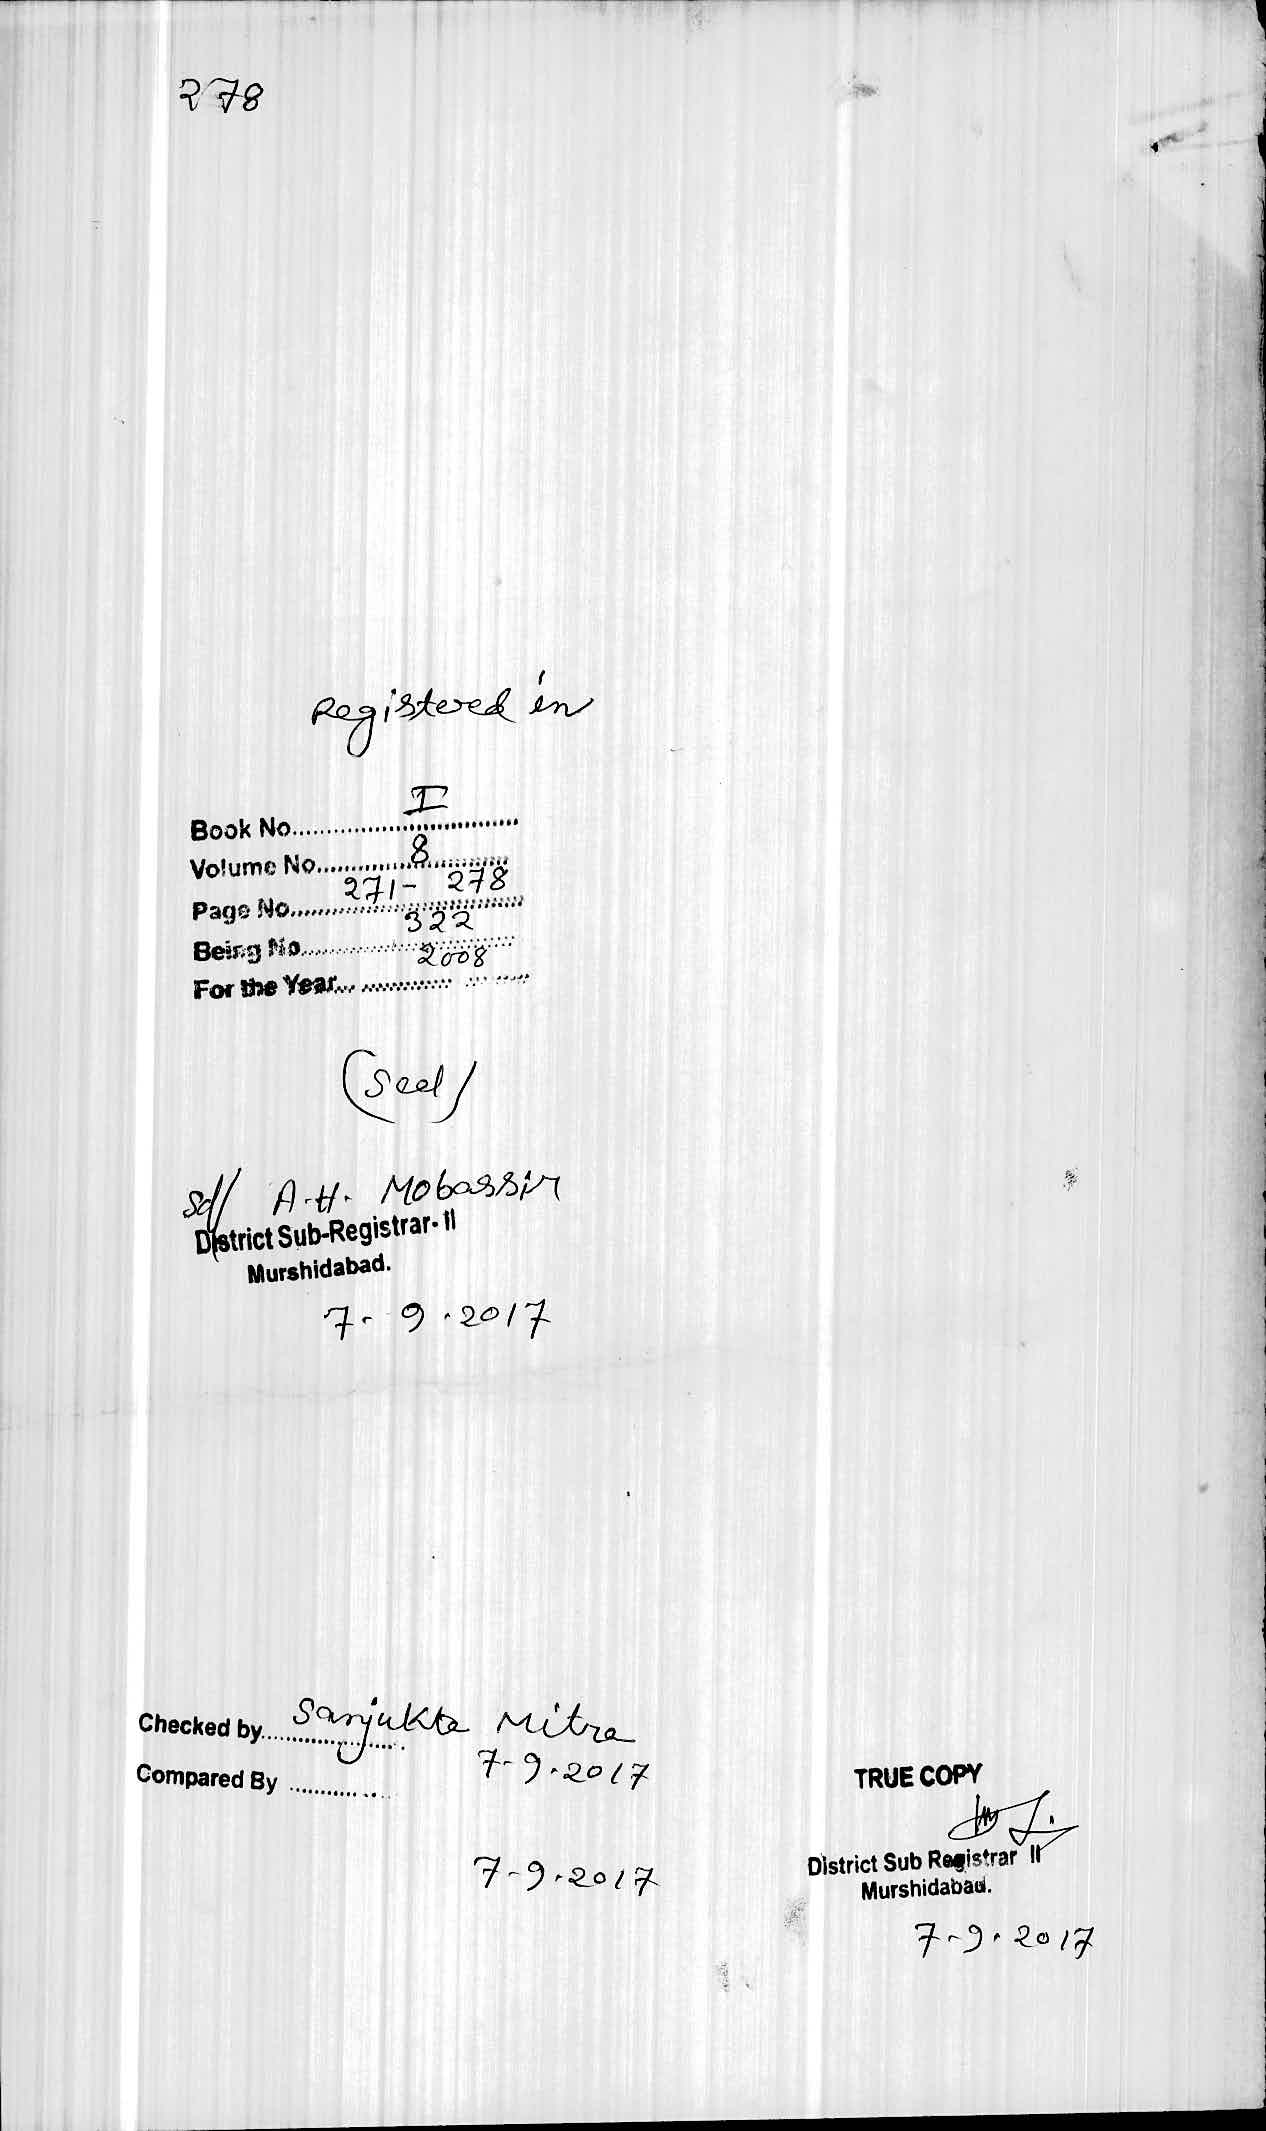 278
Registered in
Book No. I
Volume No. 8
Page No. 271 - 278
Being No. 322
For the Year 2008
(Seal)
Sd/ A.H. Mobassir
District Sub-Registrar-II
Murshidabad.
7.9.2017
Checked by Sanjukta Mitra
7-9.2017
Compared By
7-9.2017
TRUE COPY
District Sub Registrar II
Murshidabad.
7-9.2017